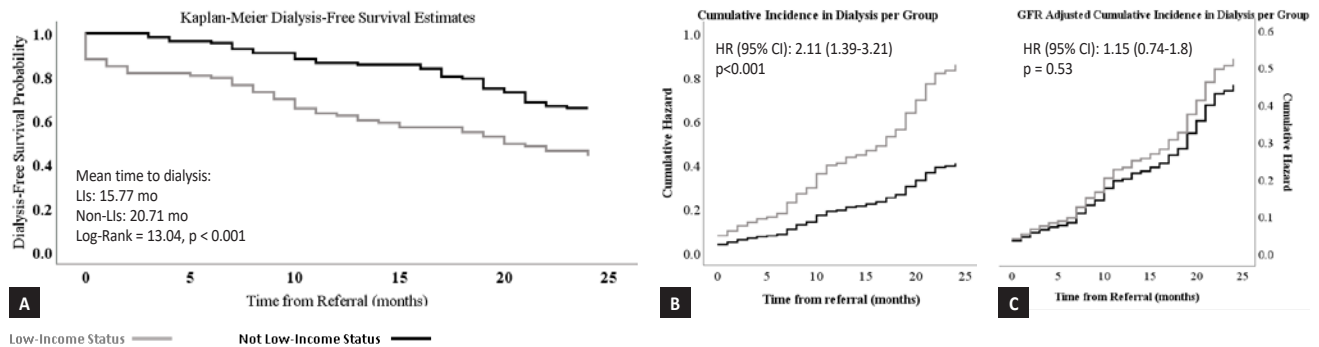 Kaplan-Meier Dialysis-Free Survival Estimates
Dialysis-Free Survival Probability
1.0
0.8
0.6
0.4
0.2
0.0
Mean time to dialysis:
LIs: 15.77 mo
Non-LIs: 20.71 mo
Log-Rank = 13.04, p < 0.001
0 5 10 15 20 25
Time from Referral (months)
A
Cumulative Incidence in Dialysis per Group
HR (95% CI): 2.11 (1.39-3.21)
p<0.001
Cumulative Hazard
1.0
0.8
0.6
0.4
0.2
0.0
0 5 10 15 20 25
Time from referral (months)
B
GFR Adjusted Cumulative Incidence in Dialysis per Group
HR (95% CI): 1.15 (0.74-1.8)
p = 0.53
0.6
0.5
0.4
0.3
0.2
0.1
0.0
Cumulative Hazard
0 5 10 15 20 25
Time from Referral (months)
C
Low-Income Status
Not Low-Income Status